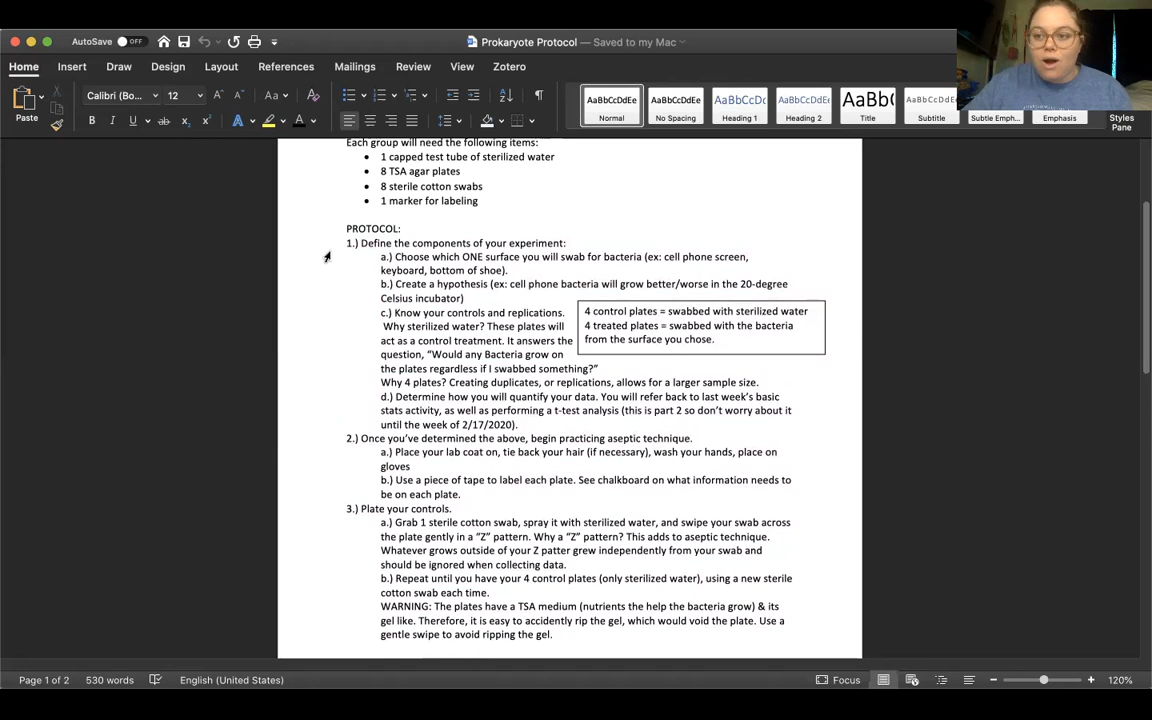 AutoSave OFF
Prokaryote Protocol — Saved to my Mac
Home Insert Draw Design Layout References Mailings Review View Zotero
Paste
Calibri (Bo... 12
AaBbCcDdEe AaBbCcDdEe AaBbCcDc AaBbCcDdEe AaBb( AaBbCcDdE
Normal No Spacing Heading 1 Heading 2 Title Subtitle Subtle Emph... Emphasis
Styles
Pane
Each group will need the following items:
• 1 capped test tube of sterilized water
• 8 TSA agar plates
• 8 sterile cotton swabs
• 1 marker for labeling
PROTOCOL:
1.) Define the components of your experiment:
a.) Choose which ONE surface you will swab for bacteria (ex: cell phone screen,
keyboard, bottom of shoe).
b.) Create a hypothesis (ex: cell phone bacteria will grow better/worse in the 20-degree
Celsius incubator)
c.) Know your controls and replications.
Why sterilized water? These plates will
act as a control treatment. It answers the
question, “Would any Bacteria grow on
the plates regardless if I swabbed something?”
4 control plates = swabbed with sterilized water
4 treated plates = swabbed with the bacteria
from the surface you chose.
Why 4 plates? Creating duplicates, or replications, allows for a larger sample size.
d.) Determine how you will quantify your data. You will refer back to last week’s basic
stats activity, as well as performing a t-test analysis (this is part 2 so don’t worry about it
until the week of 2/17/2020).
2.) Once you’ve determined the above, begin practicing aseptic technique.
a.) Place your lab coat on, tie back your hair (if necessary), wash your hands, place on
gloves
b.) Use a piece of tape to label each plate. See chalkboard on what information needs to
be on each plate.
3.) Plate your controls.
a.) Grab 1 sterile cotton swab, spray it with sterilized water, and swipe your swab across
the plate gently in a “Z” pattern. Why a “Z” pattern? This adds to aseptic technique.
Whatever grows outside of your Z patter grew independently from your swab and
should be ignored when collecting data.
b.) Repeat until you have your 4 control plates (only sterilized water), using a new sterile
cotton swab each time.
WARNING: The plates have a TSA medium (nutrients the help the bacteria grow) & its
gel like. Therefore, it is easy to accidently rip the gel, which would void the plate. Use a
gentle swipe to avoid ripping the gel.
Page 1 of 2 530 words English (United States) Focus 120%